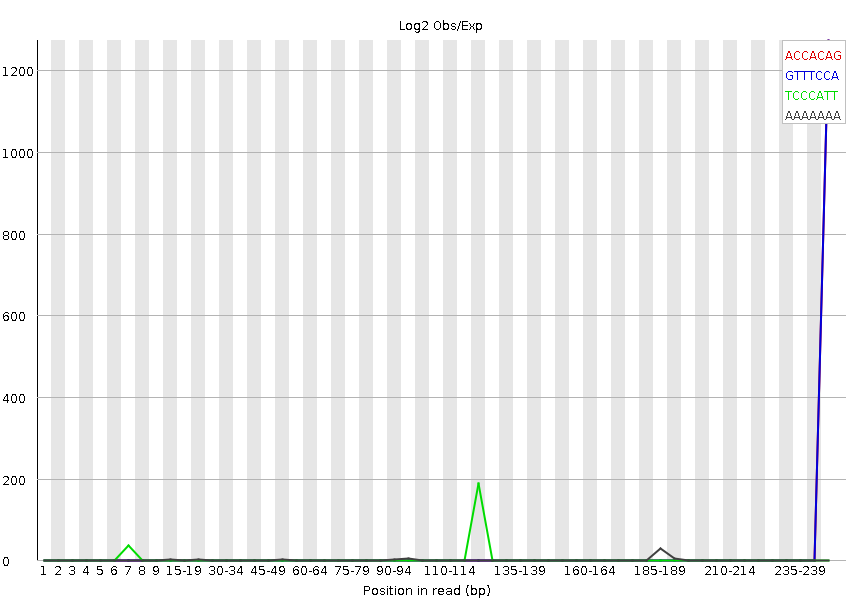 Log2 Obs/Exp
ACCACAG
GTTTCCA
TCCCATT
AAAAAAA
1200
1000
800
600
400
200
0
1 2 3 4 5 6 7 8 9 15-19 30-34 45-49 60-64 75-79 90-94 110-114 135-139 160-164 185-189 210-214 235-239
Position in read (bp)